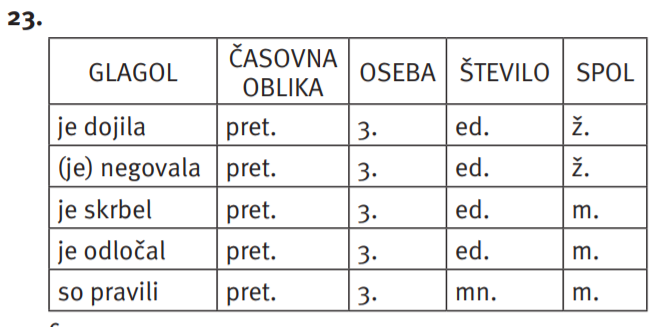 23.
GLAGOL ČASOVNA OBLIKA OSEBA ŠTEVILO SPOL
je dojila pret. 3. ed. ž.
(je) negovala pret. 3. ed. ž.
je skrbel pret. 3. ed. m.
je odločal pret. 3. ed. m.
so pravili pret. 3. mn. m.